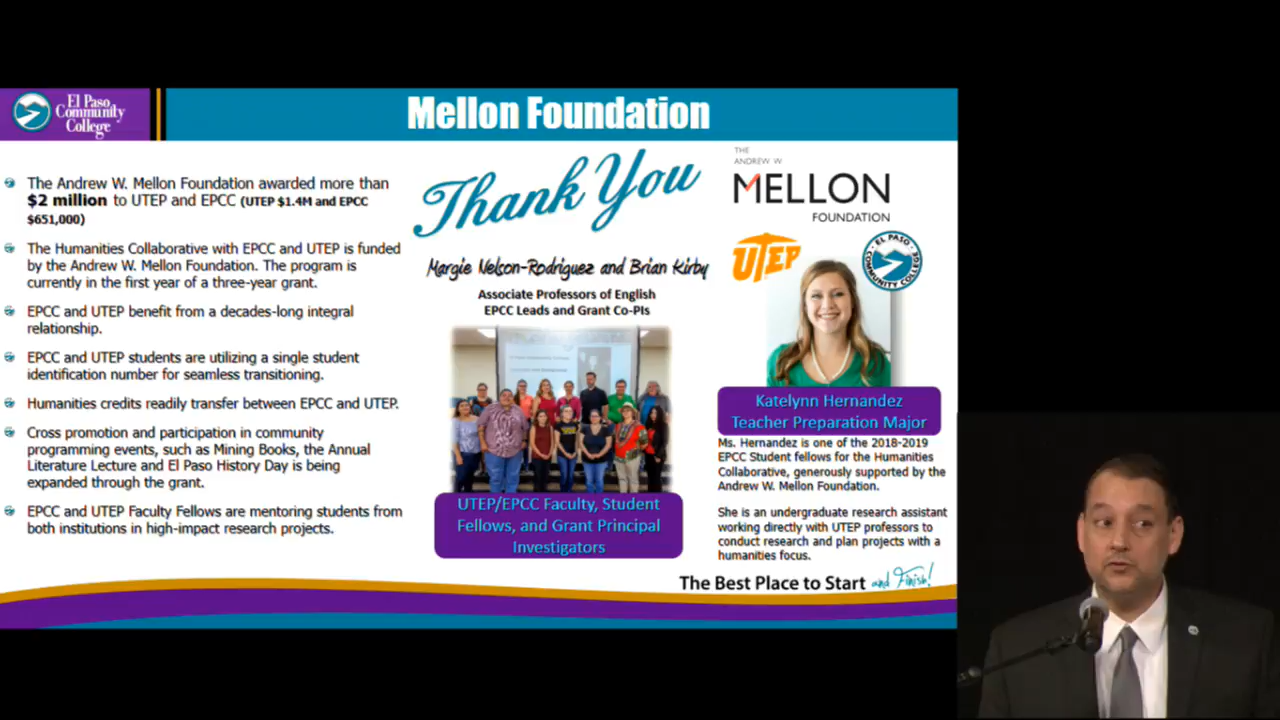 El Paso
Community
College
Mellon Foundation
The Andrew W. Mellon Foundation awarded more than
$2 million to UTEP and EPCC (UTEP $1.4M and EPCC
$651,000)
The Humanities Collaborative with EPCC and UTEP is funded
by the Andrew W. Mellon Foundation. The program is
currently in the first year of a three-year grant.
EPCC and UTEP benefit from a decades-long integral
relationship.
EPCC and UTEP students are utilizing a single student
identification number for seamless transitioning.
Humanities credits readily transfer between EPCC and UTEP.
Cross promotion and participation in community
programming events, such as Mining Books, the Annual
Literature Lecture and El Paso History Day is being
expanded through the grant.
EPCC and UTEP Faculty Fellows are mentoring students from
both institutions in high-impact research projects.
Thank You
Margie Nelson-Rodriguez and Brian Kirby
Associate Professors of English
EPCC Leads and Grant Co-PIs
UTEP/EPCC Faculty, Student
Fellows, and Grant Principal
Investigators
THE
ANDREW W.
MELLON
FOUNDATION
UTEP
EL PASO
COMMUNITY COLLEGE
Katelynn Hernandez
Teacher Preparation Major
Ms. Hernandez is one of the 2018-2019
EPCC Student fellows for the Humanities
Collaborative, generously supported by the
Andrew W. Mellon Foundation.
She is an undergraduate research assistant
working directly with UTEP professors to
conduct research and plan projects with a
humanities focus.
The Best Place to Start and Finish!